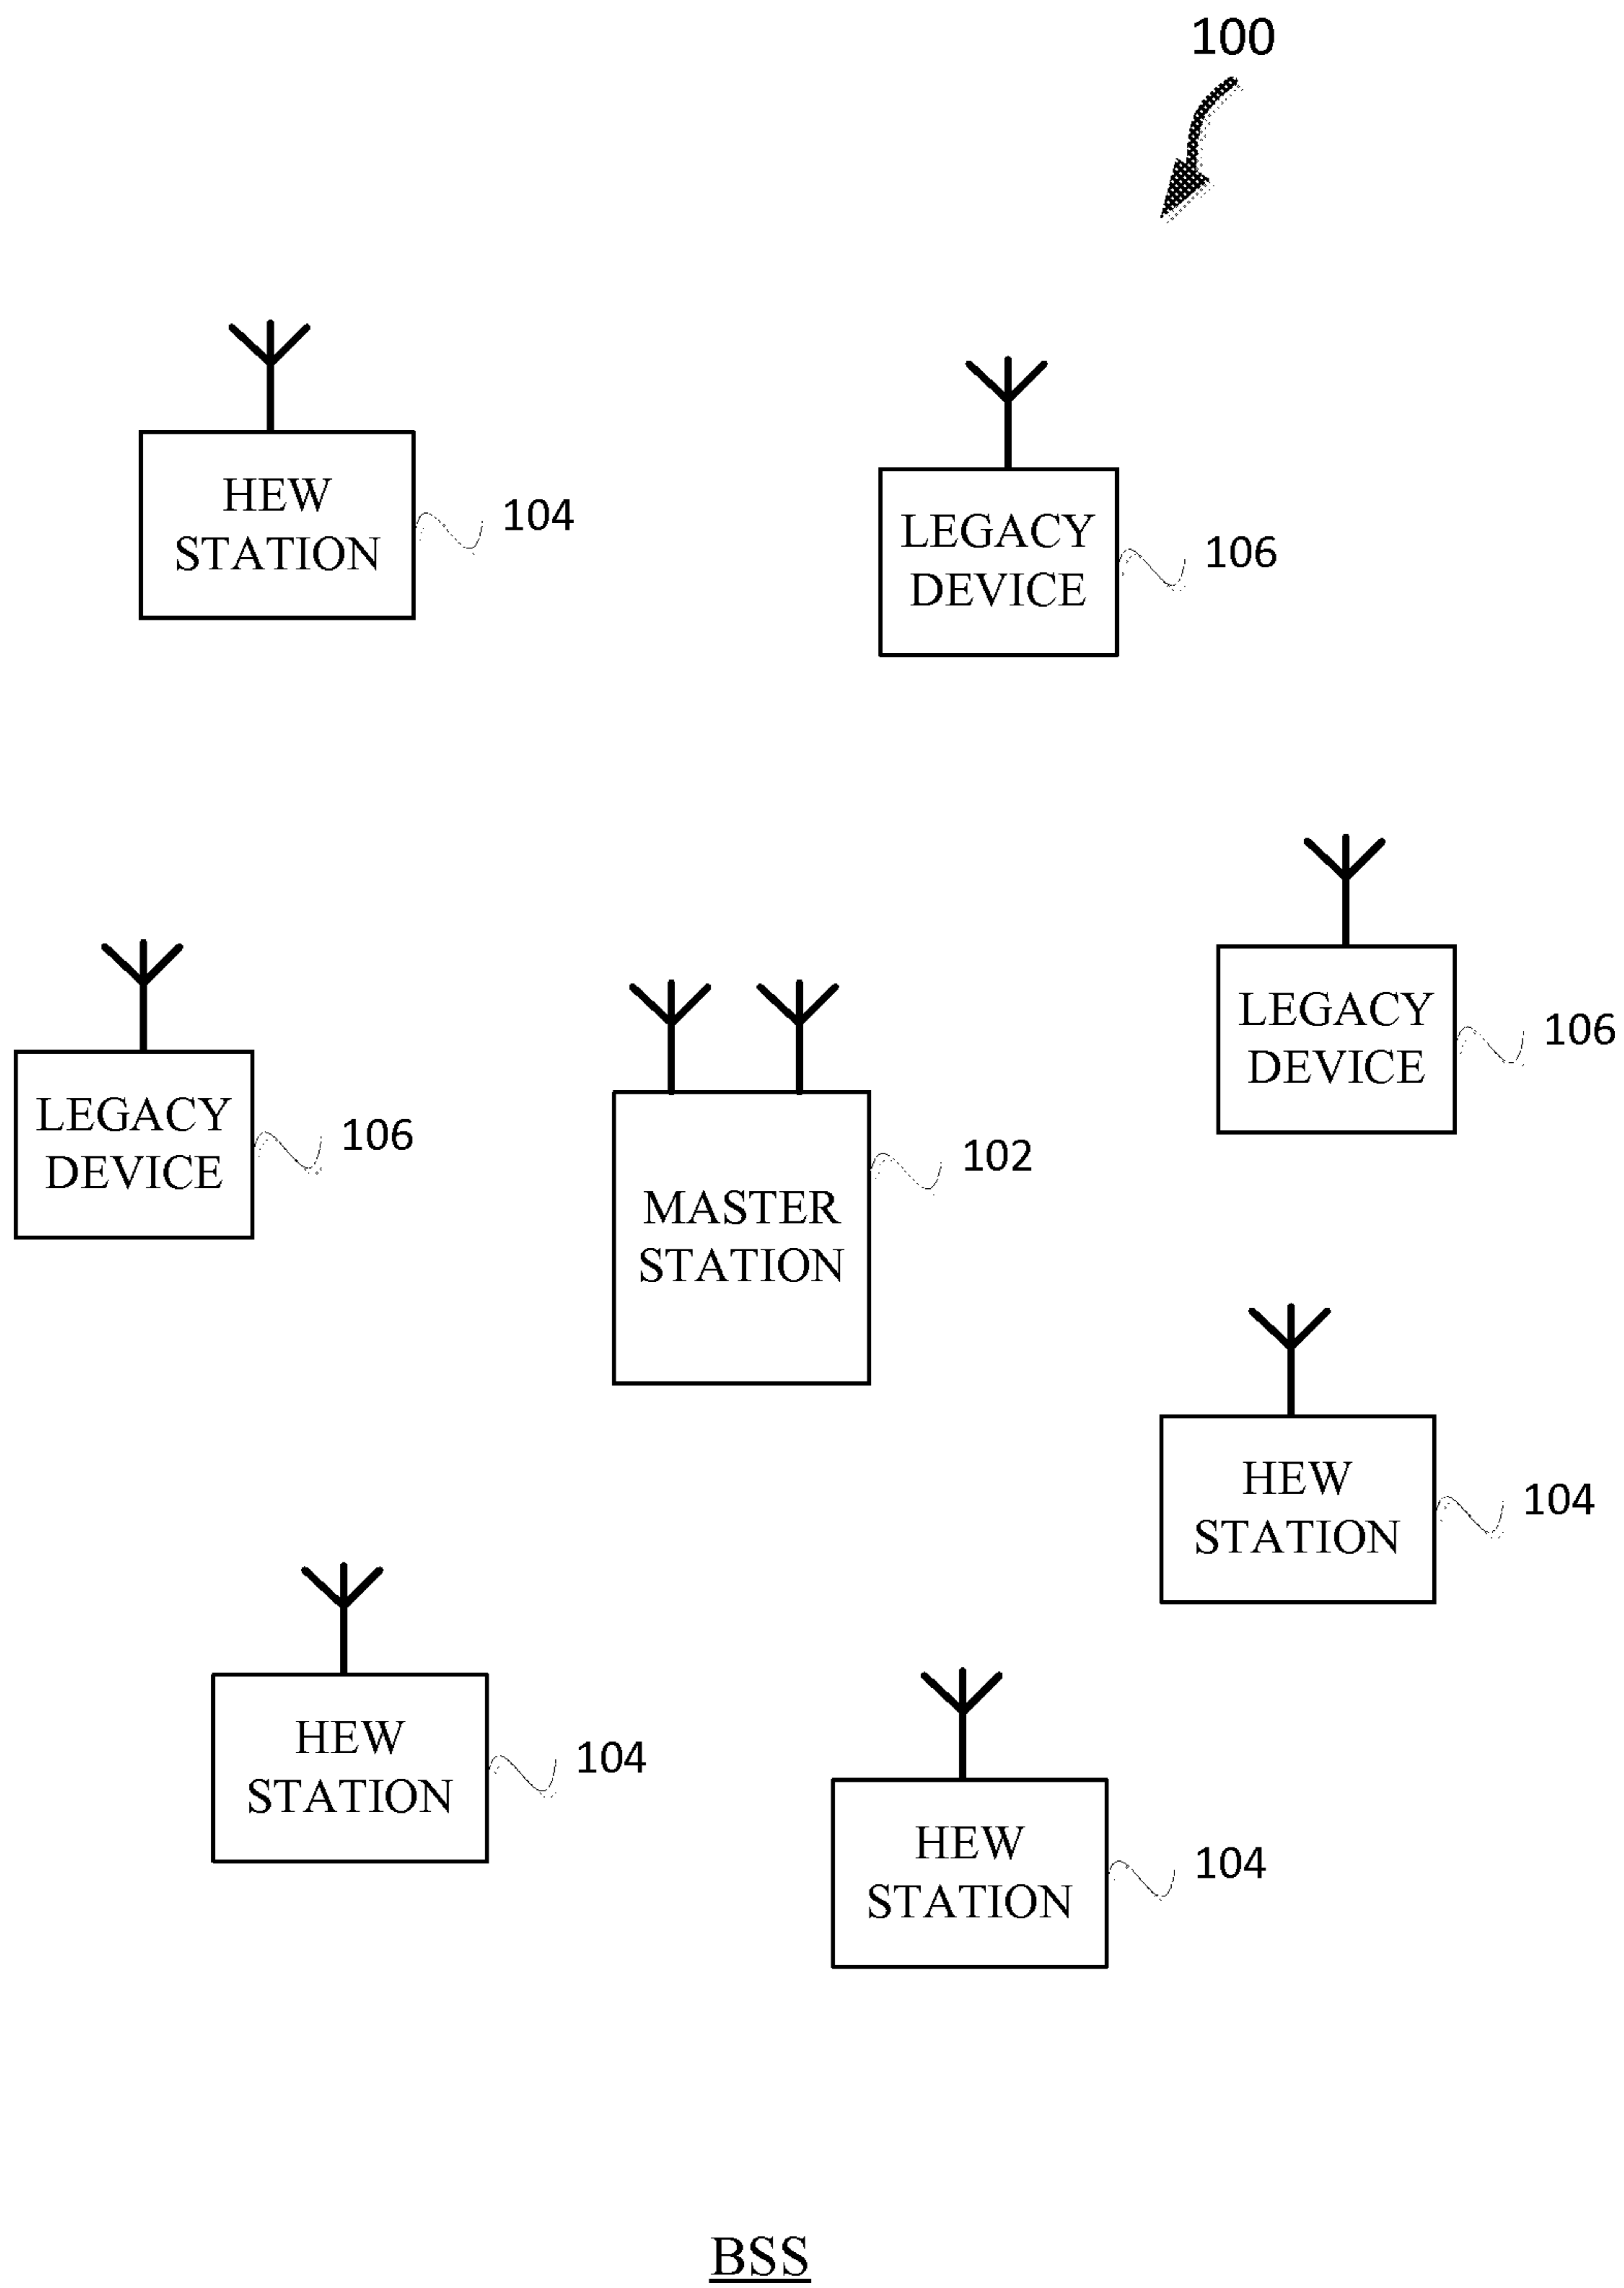 100
HEW
STATION
104
LEGACY
DEVICE
106
LEGACY
DEVICE
106
LEGACY
DEVICE
106
MASTER
STATION
102
HEW
STATION
104
HEW
STATION
104
HEW
STATION
104
BSS